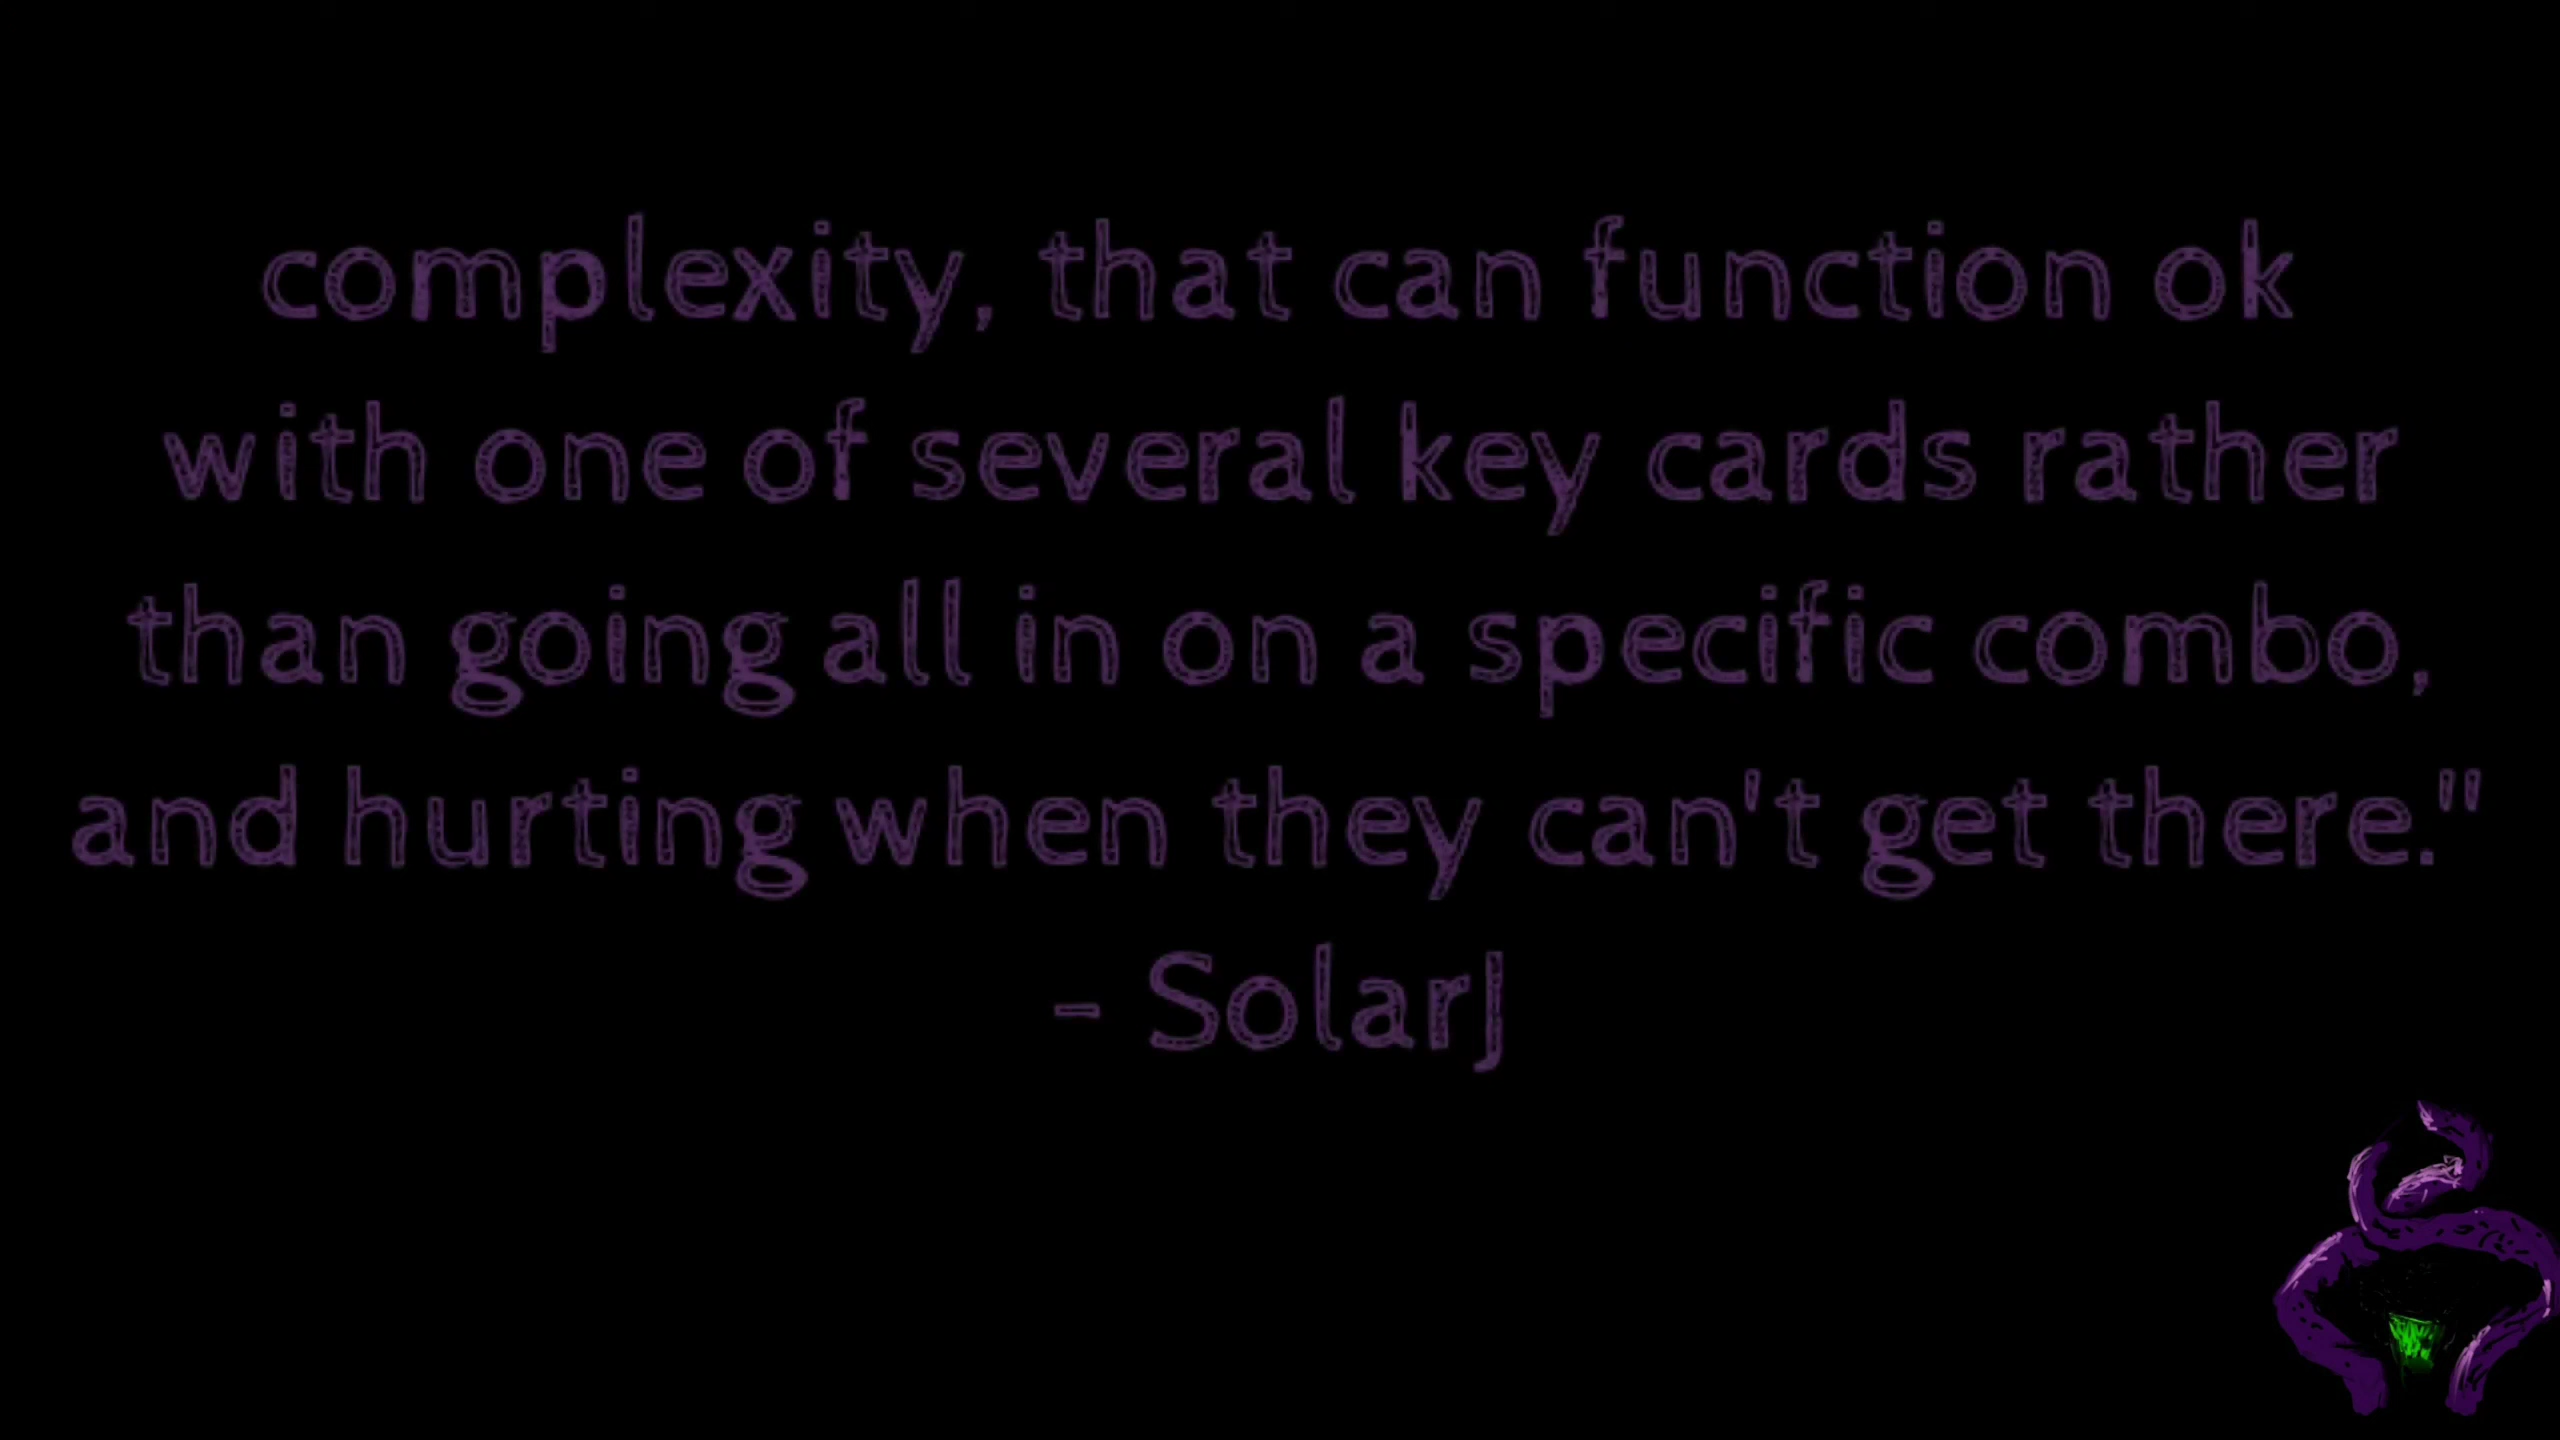 complexity, that can function ok
with one of several key cards rather
than going all in on a specific combo,
and hurting when they can't get there."
- SolarJ